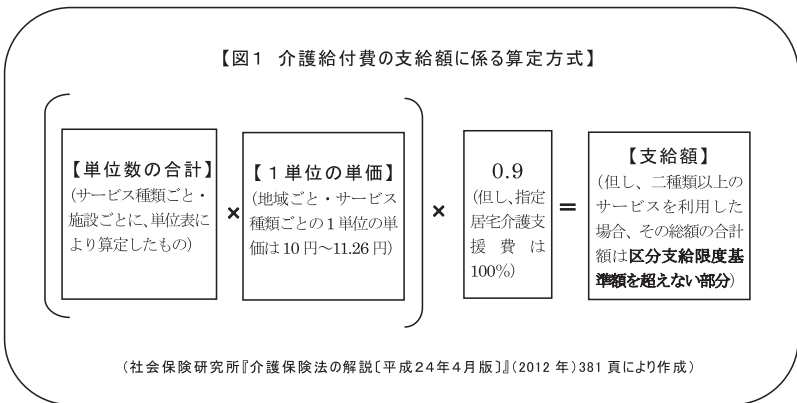 【図1 介護給付費の支給額に係る算定方式】
【単位数の合計】
(サービス種類ごと・
施設ごとに、単位表に
より算定したもの)
×
【1単位の単価】
(地域ごと・サービス
種類ごとの1単位の単
価は10円~11.26円)
×
0.9
(但し、指定
居宅介護支
援費は
100%)
=
【支給額】
(但し、二種類以上の
サービスを利用した
場合、その総額の合計
額は区分支給限度基
準額を超えない部分)
(社会保険研究所『介護保険法の解説〔平成24年4月版〕』(2012年)381頁により作成)